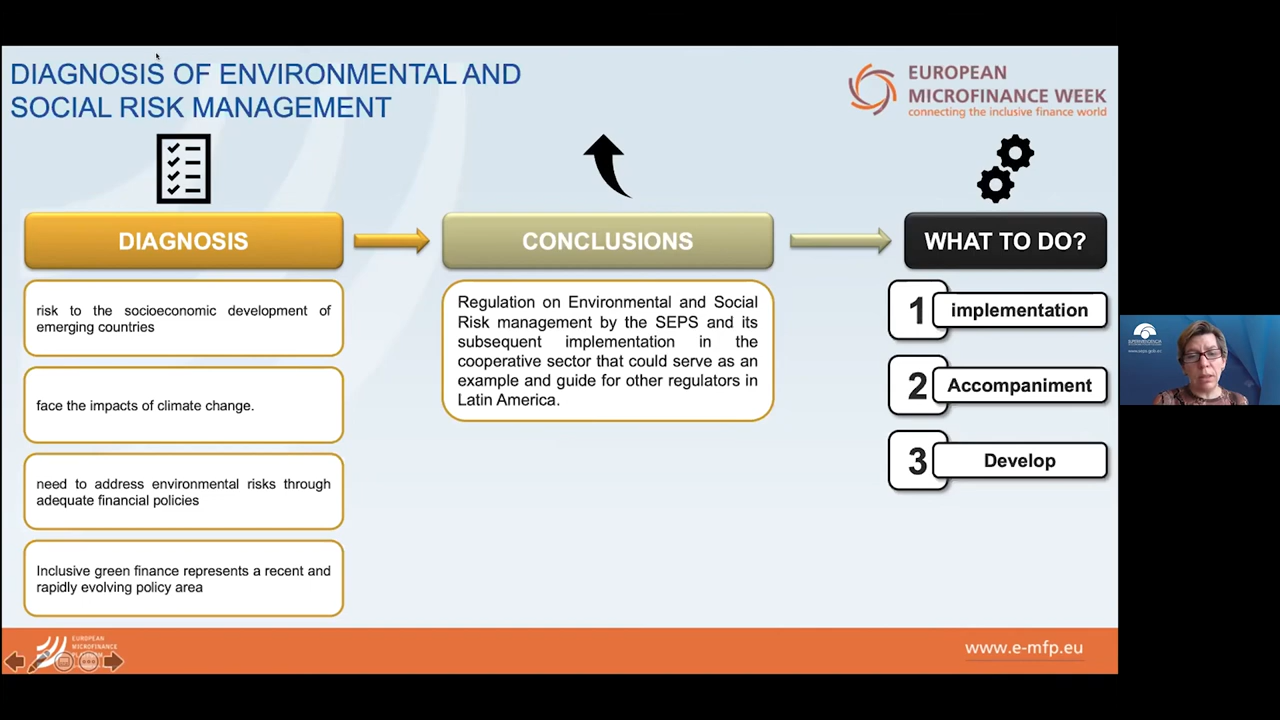 DIAGNOSIS OF ENVIRONMENTAL AND
SOCIAL RISK MANAGEMENT
EUROPEAN
MICROFINANCE WEEK
connecting the inclusive finance world
DIAGNOSIS
CONCLUSIONS
WHAT TO DO?
risk to the socioeconomic development of
emerging countries
face the impacts of climate change.
need to address environmental risks through
adequate financial policies
Inclusive green finance represents a recent and
rapidly evolving policy area
Regulation on Environmental and Social
Risk management by the SEPS and its
subsequent implementation in the
cooperative sector that could serve as an
example and guide for other regulators in
Latin America.
1 implementation
2 Accompaniment
3 Develop
EUROPEAN
MICROFINANCE
www.e-mfp.eu